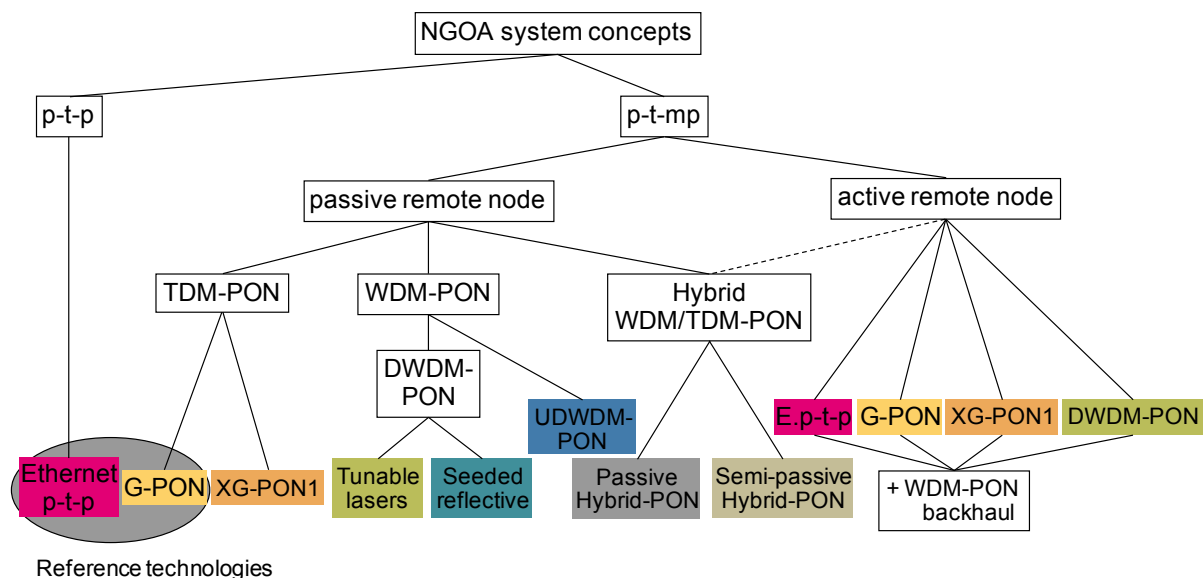 NGOA system concepts
p-t-p
p-t-mp
passive remote node
active remote node
TDM-PON
WDM-PON
Hybrid
WDM/TDM-PON
DWDM-
PON
UDWDM-
PON
E.p-t-p
G-PON
XG-PON1
DWDM-PON
Ethernet
p-t-p
G-PON
XG-PON1
Tunable
lasers
Seeded
reflective
Passive
Hybrid-PON
Semi-passive
Hybrid-PON
+ WDM-PON
backhaul
Reference technologies